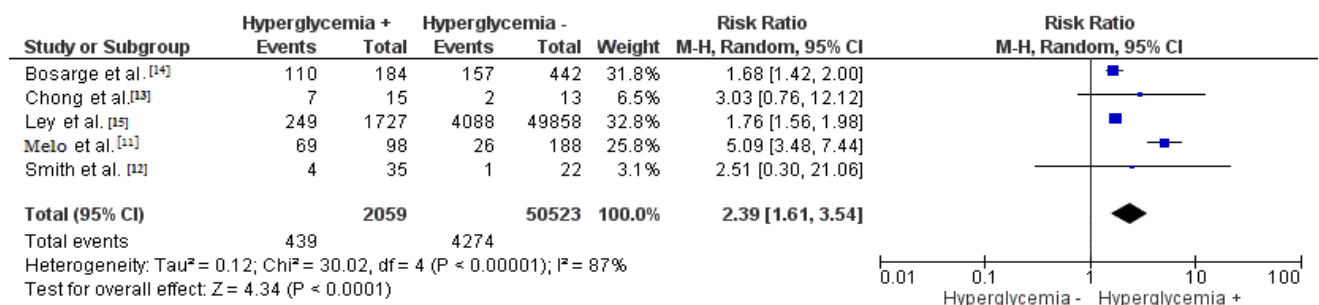 Hyperglycemia + Hyperglycemia - Risk Ratio Risk Ratio
Study or Subgroup Events Total Events Total Weight M-H, Random, 95% CI M-H, Random, 95% CI
Bosarge et al. [14] 110 184 157 442 31.8% 1.68 [1.42, 2.00]
Chong et al.[13] 7 15 2 13 6.5% 3.03 [0.76, 12.12]
Ley et al. [15] 249 1727 4088 49858 32.8% 1.76 [1.56, 1.98]
Melo et al.[11] 69 98 26 188 25.8% 5.09 [3.48, 7.44]
Smith et al. [12] 4 35 1 22 3.1% 2.51 [0.30, 21.06]
Total (95% CI) 2059 50523 100.0% 2.39 [1.61, 3.54]
Total events 439 4274
Heterogeneity: Tau² = 0.12; Chi² = 30.02, df = 4 (P < 0.00001); I² = 87%
Test for overall effect: Z = 4.34 (P < 0.0001)
0.01 0.1 1 10 100
Hyperglycemia - Hyperglycemia +